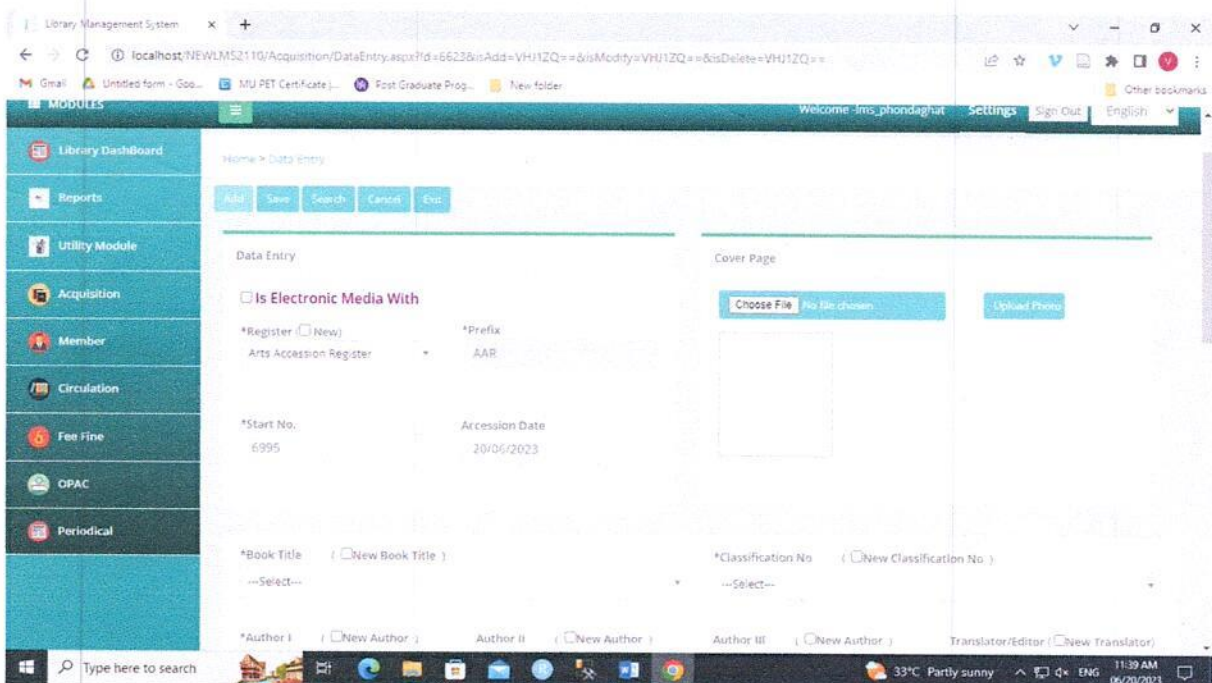 Library Management System
localhost/NEWLMS2110/Acquisition/DataEntry.aspx?Id=6623&isAdd=VHJ1ZQ==&isModify=VHJ1ZQ==&isDelete=VHJ1ZQ==
Gmail Untitled form - Goo... MU PET Certificate |... Post Graduate Prog... New folder Other bookmarks
MODULES Welcome -lms_phondaghat Settings Sign Out English
Library DashBoard
Home > Data Entry
Reports
Add Save Search Cancel Exit
Utility Module
Data Entry Cover Page
Acquisition
Is Electronic Media With
Choose File No file chosen Upload Photo
*Register ( New) *Prefix
Member
Arts Accession Register AAR
Circulation
*Start No. Accession Date
Fee Fine
6995 20/06/2023
OPAC
Periodical
*Book Title ( New Book Title ) *Classification No ( New Classification No )
---Select--- ---Select---
*Author I ( New Author ) Author II ( New Author ) Author III ( New Author ) Translator/Editor ( New Translator)
Type here to search 33°C Partly sunny ENG 11:39 AM
06/20/2023